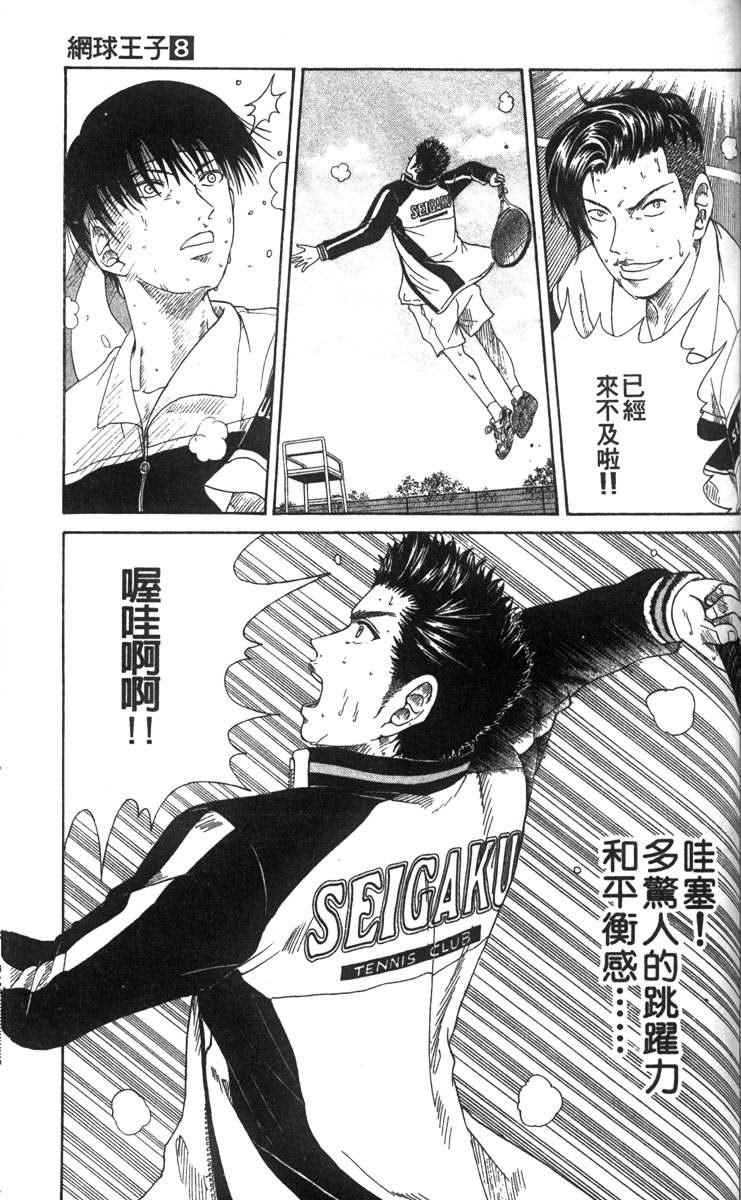 網球王子8
已經
來不及啦!!
SEIGAKU
喔哇啊啊!!
哇塞!
多驚人的跳躍力
和平衡感……
SEIGAKU
TENNIS CLUB